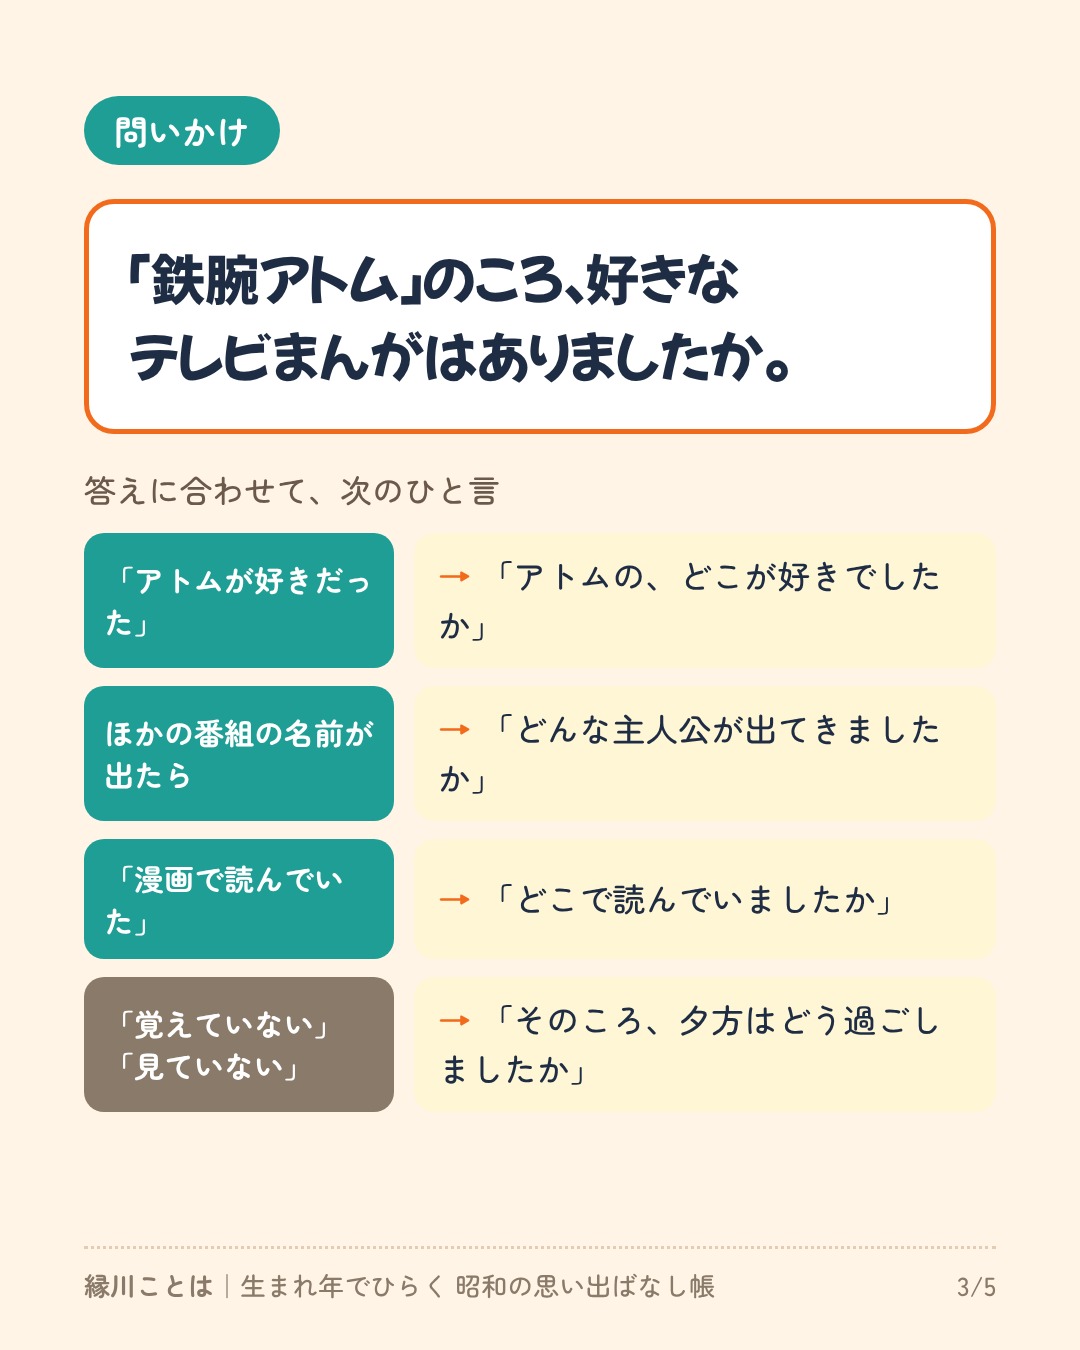 問いかけ
「鉄腕アトム」のころ、好きな
テレビまんがはありましたか。
答えに合わせて、次のひと言
「アトムが好きだっ
た」
→ 「アトムの、どこが好きでした
か」
ほかの番組の名前が
出たら
→ 「どんな主人公が出てきました
か」
「漫画で読んでい
た」
→ 「どこで読んでいましたか」
「覚えていない」
「見ていない」
→ 「そのころ、夕方はどう過ごし
ましたか」
縁川ことは｜生まれ年でひらく 昭和の思い出ばなし帳
3/5